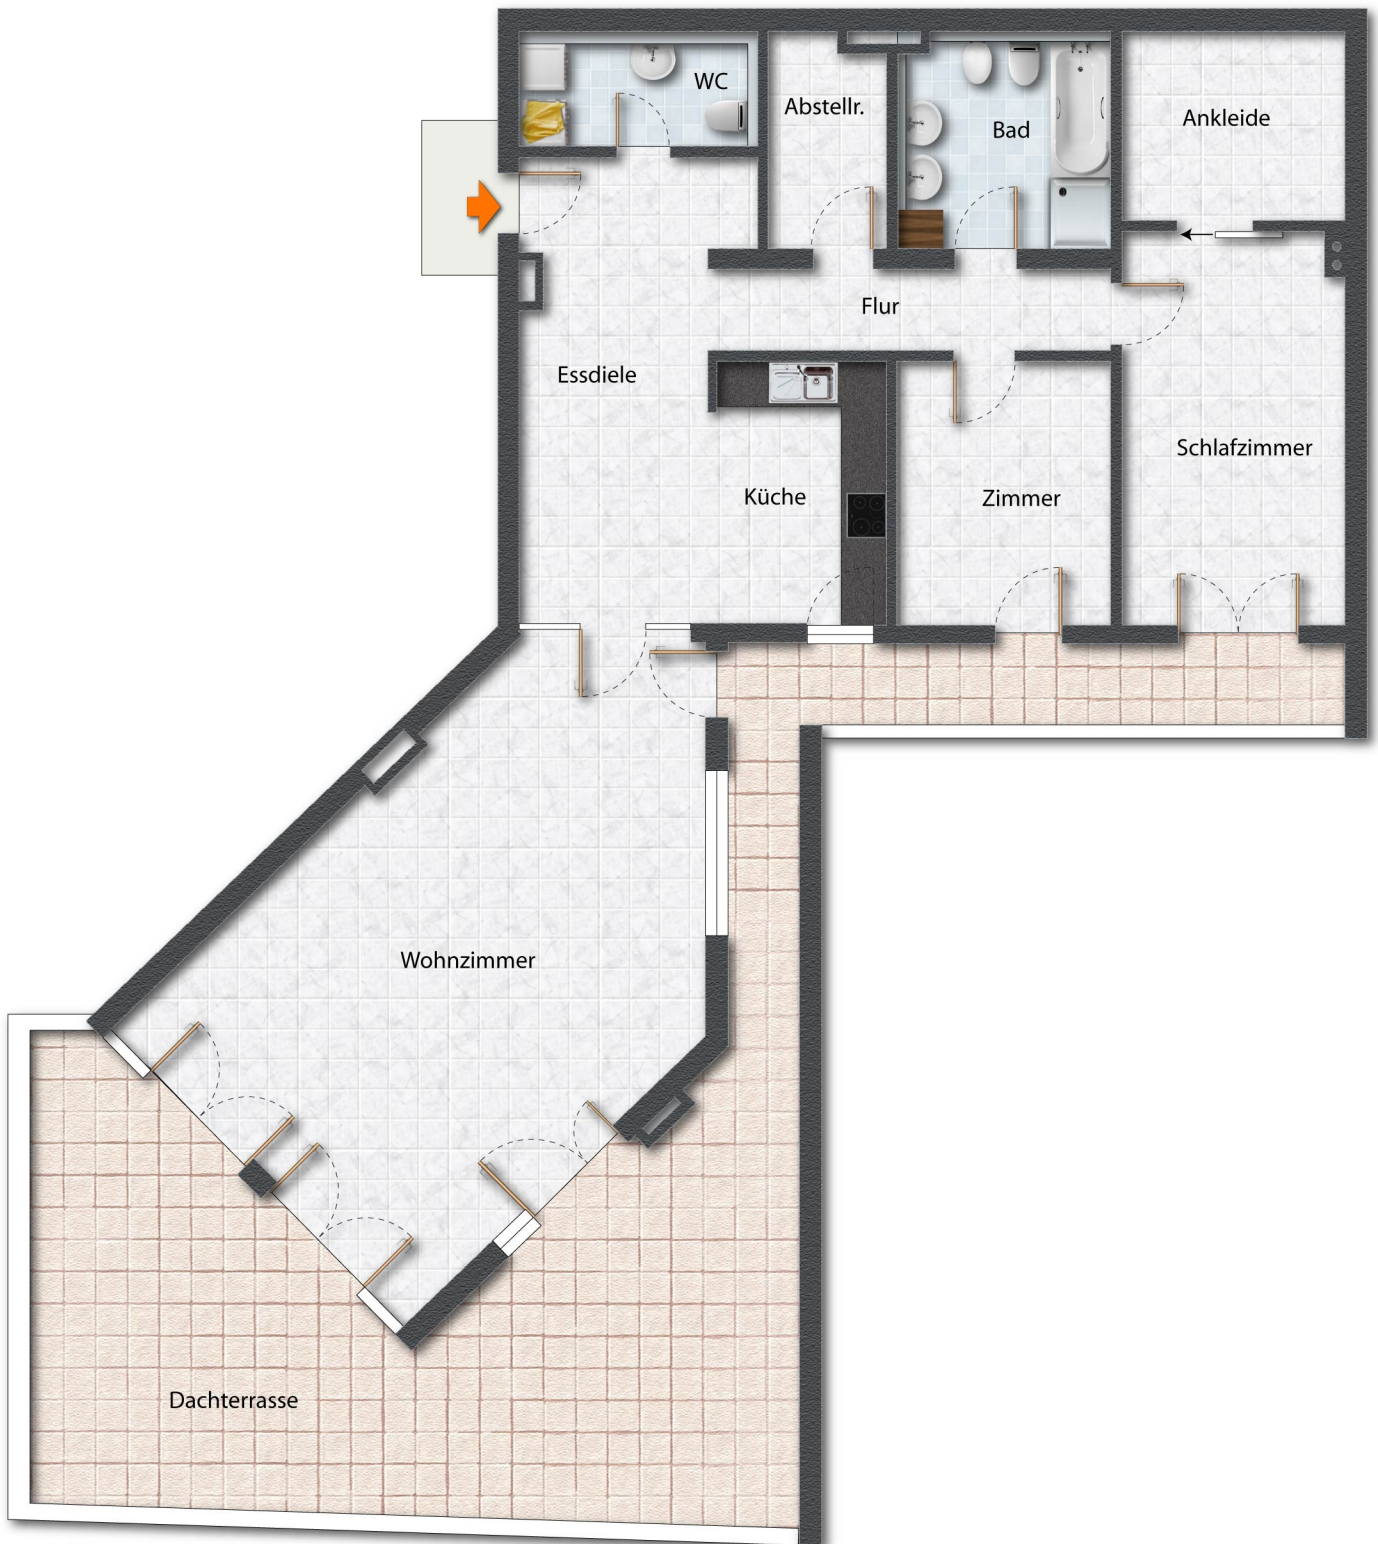 WC
Abstellr.
Bad
Ankleide
Flur
Essdiele
Küche
Zimmer
Schlafzimmer
Wohnzimmer
Dachterrasse